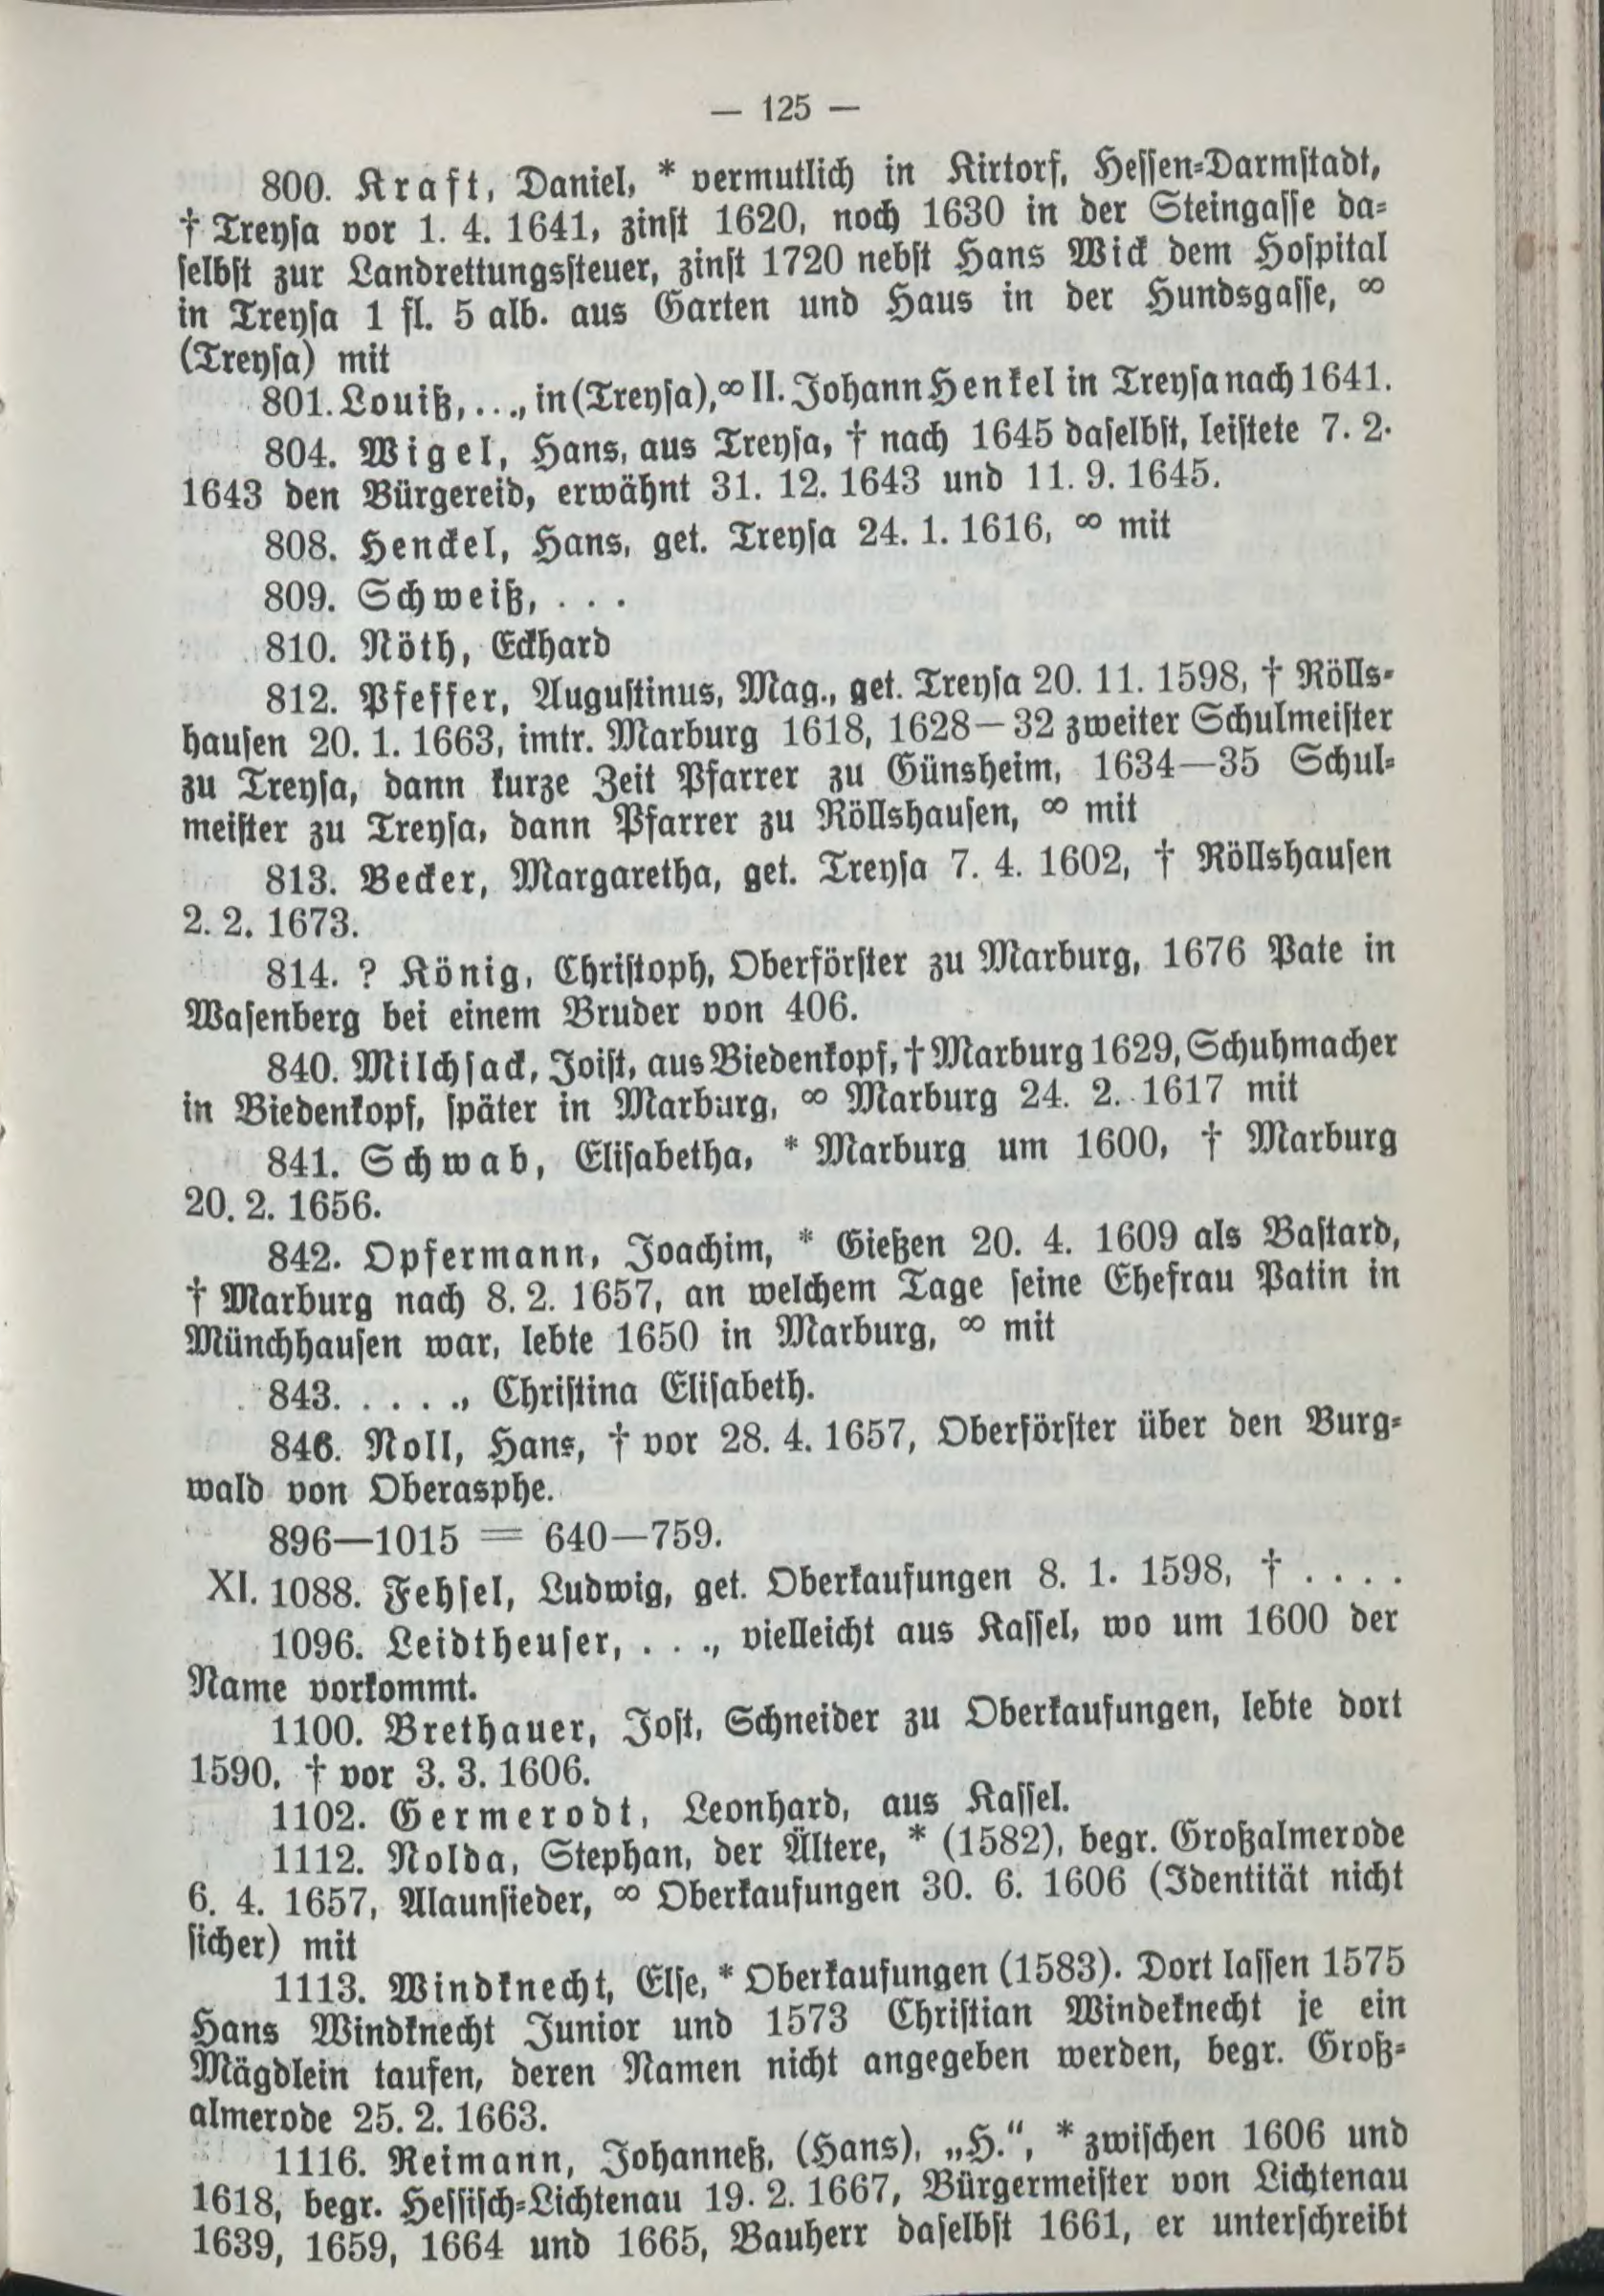 — 125 —
800. Kraft, Daniel, * vermutlich in Kirtorf, Hessen-Darmstadt,
† Treysa vor 1. 4. 1641, zinst 1620, noch 1630 in der Steingasse da-
selbst zur Landrettungssteuer, zinst 1720 nebst Hans Wick dem Hospital
in Treysa 1 fl. 5 alb. aus Garten und Haus in der Hundsgasse, ∞
(Treysa) mit
801. Louiß, . . ., in (Treysa), ∞ II. Johann Henkel in Treysa nach 1641.
804. Wigel, Hans, aus Treysa, † nach 1645 daselbst, leistete 7. 2.
1643 den Bürgereid, erwähnt 31. 12. 1643 und 11. 9. 1645.
808. Henckel, Hans, get. Treysa 24. 1. 1616, ∞ mit
809. Schweiß, . . .
810. Nöth, Eckhard
812. Pfeffer, Augustinus, Mag., get. Treysa 20. 11. 1598, † Rölls-
hausen 20. 1. 1663, imtr. Marburg 1618, 1628—32 zweiter Schulmeister
zu Treysa, dann kurze Zeit Pfarrer zu Günsheim, 1634—35 Schul-
meister zu Treysa, dann Pfarrer zu Röllshausen, ∞ mit
813. Becker, Margaretha, get. Treysa 7. 4. 1602, † Röllshausen
2. 2. 1673.
814. ? König, Christoph, Oberförster zu Marburg, 1676 Pate in
Wasenberg bei einem Bruder von 406.
840. Milchsack, Joist, aus Biedenkopf, † Marburg 1629, Schuhmacher
in Biedenkopf, später in Marburg, ∞ Marburg 24. 2. 1617 mit
841. Schwab, Elisabetha, * Marburg um 1600, † Marburg
20. 2. 1656.
842. Opfermann, Joachim, * Gießen 20. 4. 1609 als Bastard,
† Marburg nach 8. 2. 1657, an welchem Tage seine Ehefrau Patin in
Münchhausen war, lebte 1650 in Marburg, ∞ mit
843. . . . . ., Christina Elisabeth.
846. Noll, Hans, † vor 28. 4. 1657, Oberförster über den Burg-
wald von Oberasphe.
896—1015 = 640—759.
XI. 1088. Fehsel, Ludwig, get. Oberkaufungen 8. 1. 1598, † . . . .
1096. Leidtheuser, . . ., vielleicht aus Kassel, wo um 1600 der
Name vorkommt.
1100. Brethauer, Jost, Schneider zu Oberkaufungen, lebte dort
1590, † vor 3. 3. 1606.
1102. Germerodt, Leonhard, aus Kassel.
1112. Nolda, Stephan, der Ältere, * (1582), begr. Großalmerode
6. 4. 1657, Alaunsieder, ∞ Oberkaufungen 30. 6. 1606 (Identität nicht
sicher) mit
1113. Windknecht, Else, * Oberkaufungen (1583). Dort lassen 1575
Hans Windknecht Junior und 1573 Christian Windeknecht je ein
Mägdlein taufen, deren Namen nicht angegeben werden, begr. Groß-
almerode 25. 2. 1663.
1116. Reimann, Johanneß, (Hans), „H.“, * zwischen 1606 und
1618, begr. Hessisch-Lichtenau 19. 2. 1667, Bürgermeister von Lichtenau
1639, 1659, 1664 und 1665, Bauherr daselbst 1661, er unterschreibt